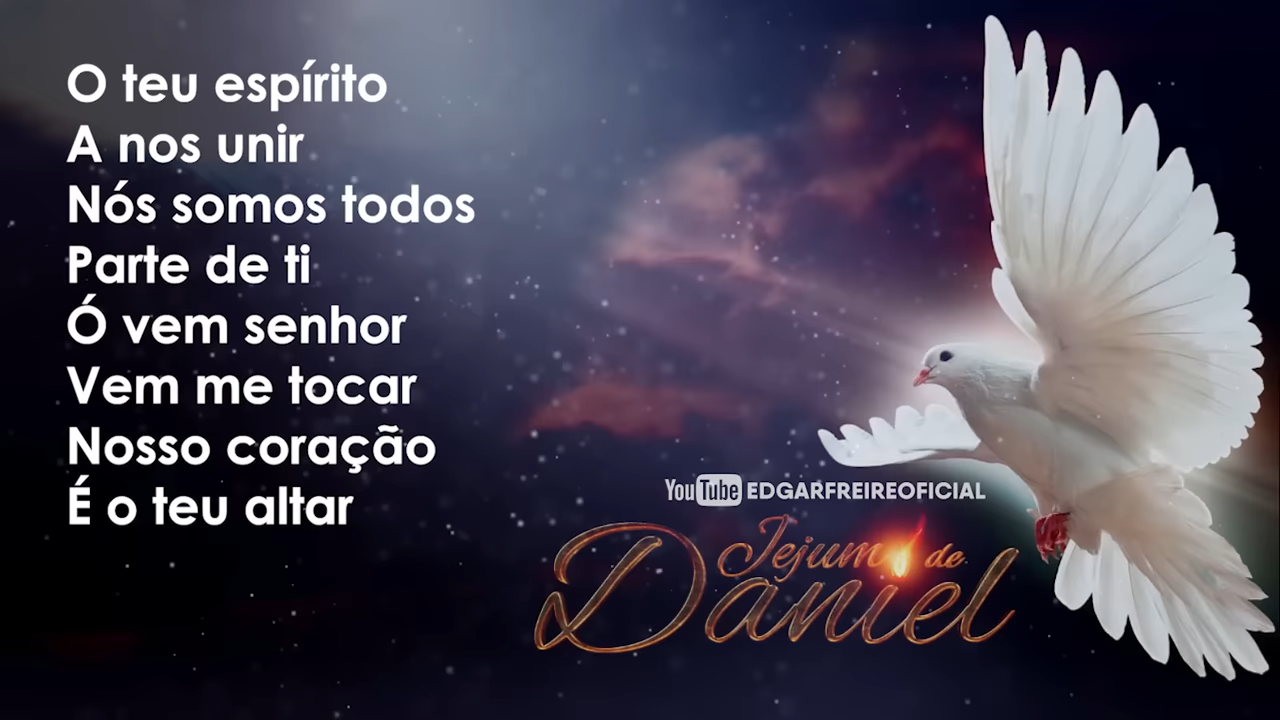 O teu espírito
A nos unir
Nós somos todos
Parte de ti
Ó vem senhor
Vem me tocar
Nosso coração
É o teu altar
YouTube EDGARFREIREOFICIAL
Jejum de
Daniel